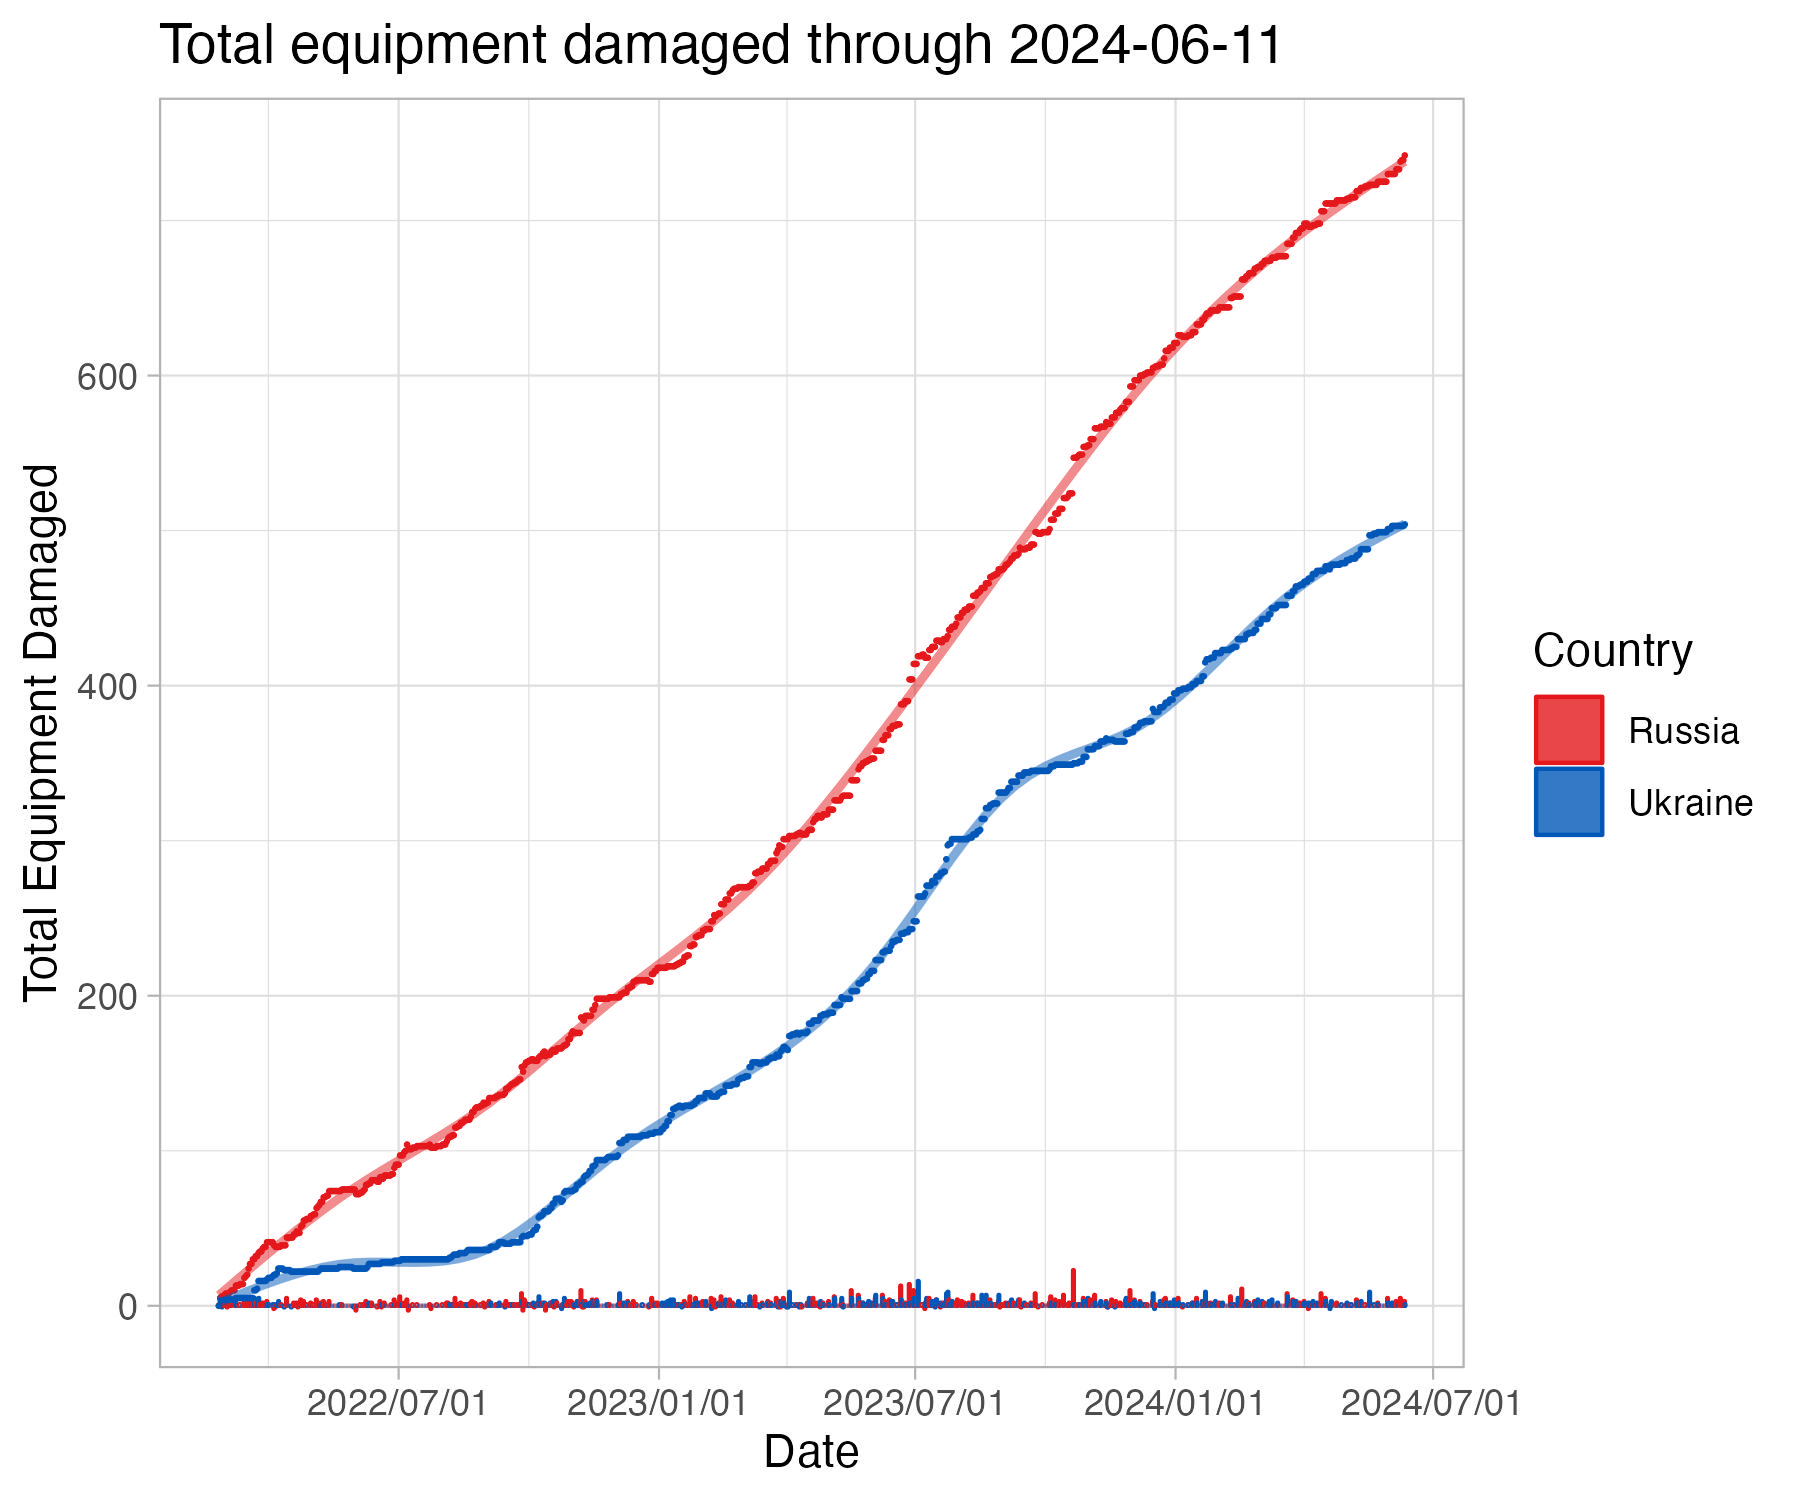 Total equipment damaged through 2024-06-11
Total Equipment Damaged
600
400
200
0
2022/07/01
2023/01/01
2023/07/01
2024/01/01
2024/07/01
Date
Country
Russia
Ukraine